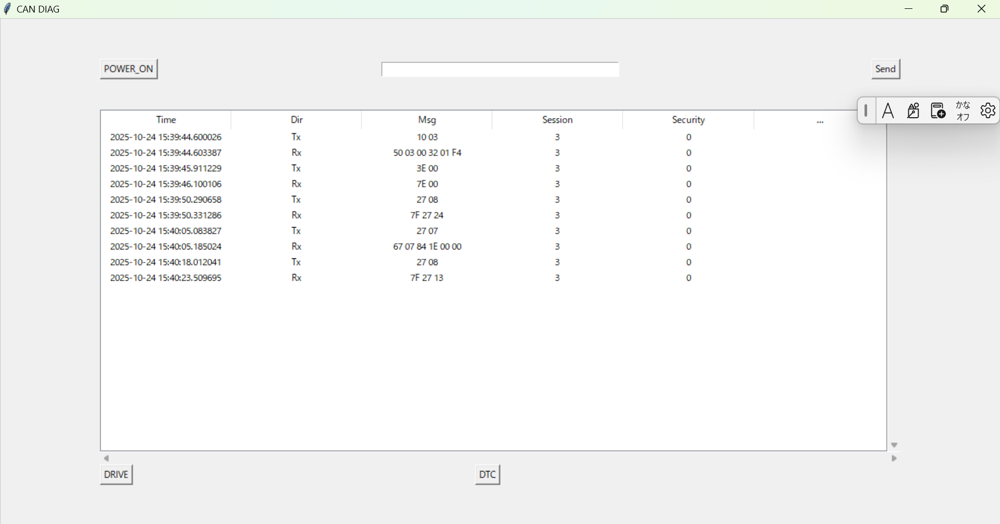 CAN DIAG
POWER_ON
Send
A
かな
オフ
Time Dir Msg Session Security ...
2025-10-24 15:39:44.600026 Tx 10 03 3 0
2025-10-24 15:39:44.603387 Rx 50 03 00 32 01 F4 3 0
2025-10-24 15:39:45.911229 Tx 3E 00 3 0
2025-10-24 15:39:46.100106 Rx 7E 00 3 0
2025-10-24 15:39:50.290658 Tx 27 08 3 0
2025-10-24 15:39:50.331286 Rx 7F 27 24 3 0
2025-10-24 15:40:05.083827 Tx 27 07 3 0
2025-10-24 15:40:05.185024 Rx 67 07 84 1E 00 00 3 0
2025-10-24 15:40:18.012041 Tx 27 08 3 0
2025-10-24 15:40:23.509695 Rx 7F 27 13 3 0
DRIVE
DTC